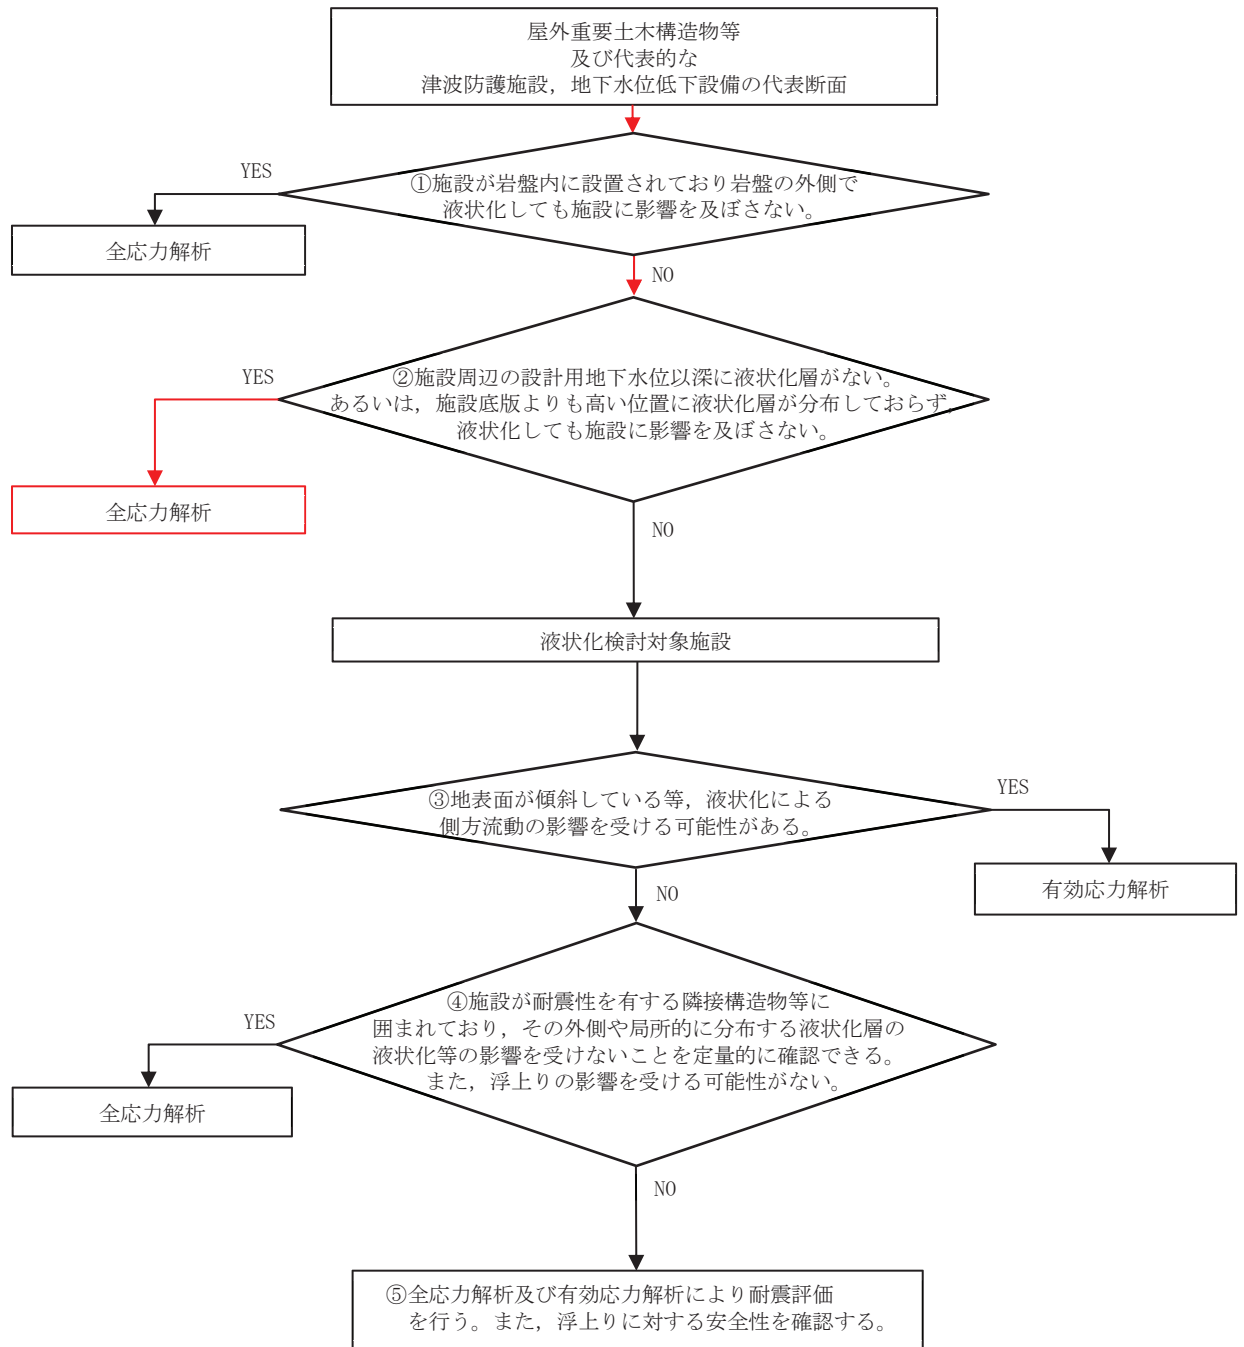 屋外重要土木構造物等
及び代表的な
津波防護施設，地下水位低下設備の代表断面
YES
①施設が岩盤内に設置されており岩盤の外側で
液状化しても施設に影響を及ぼさない。
全応力解析
NO
YES
②施設周辺の設計用地下水位以深に液状化層がない。
あるいは，施設底版よりも高い位置に液状化層が分布しておらず，
液状化しても施設に影響を及ぼさない。
全応力解析
NO
液状化検討対象施設
③地表面が傾斜している等，液状化による
側方流動の影響を受ける可能性がある。
YES
有効応力解析
NO
YES
④施設が耐震性を有する隣接構造物等に
囲まれており，その外側や局所的に分布する液状化層の
液状化等の影響を受けないことを定量的に確認できる。
また，浮上りの影響を受ける可能性がない。
全応力解析
NO
⑤全応力解析及び有効応力解析により耐震評価
を行う。また，浮上りに対する安全性を確認する。